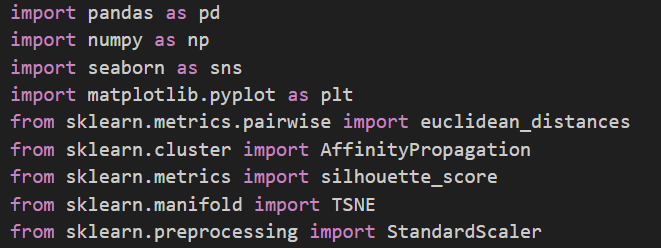 import pandas as pd
import numpy as np
import seaborn as sns
import matplotlib.pyplot as plt
from sklearn.metrics.pairwise import euclidean_distances
from sklearn.cluster import AffinityPropagation
from sklearn.metrics import silhouette_score
from sklearn.manifold import TSNE
from sklearn.preprocessing import StandardScaler